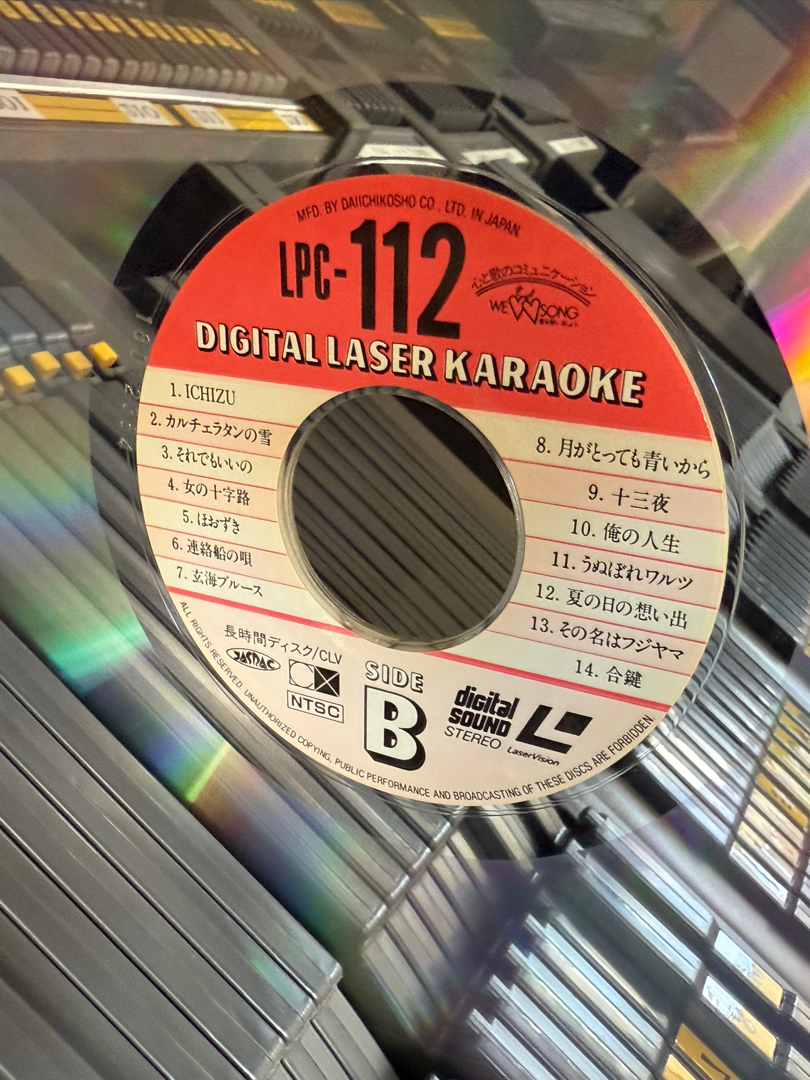 MFD. BY DAIICHIKOSHO CO., LTD. IN JAPAN
LPC-112
心と歌のコミュニケーション
WE SONG
DIGITAL LASER KARAOKE
1. ICHIZU
2. カルチェラタンの雪
3. それでもいいの
4. 女の十字路
5. ほおずき
6. 連絡船の唄
7. 玄海ブルース
8. 月がとっても青いから
9. 十三夜
10. 俺の人生
11. うぬぼれワルツ
12. 夏の日の想い出
13. その名はフジヤマ
14. 合鍵
長時間ディスク/CLV
JASRAC
NTSC
SIDE
B
digital
SOUND
STEREO
LaserVision
ALL RIGHTS RESERVED. UNAUTHORIZED COPYING, PUBLIC PERFORMANCE AND BROADCASTING OF THESE DISCS ARE FORBIDDEN.